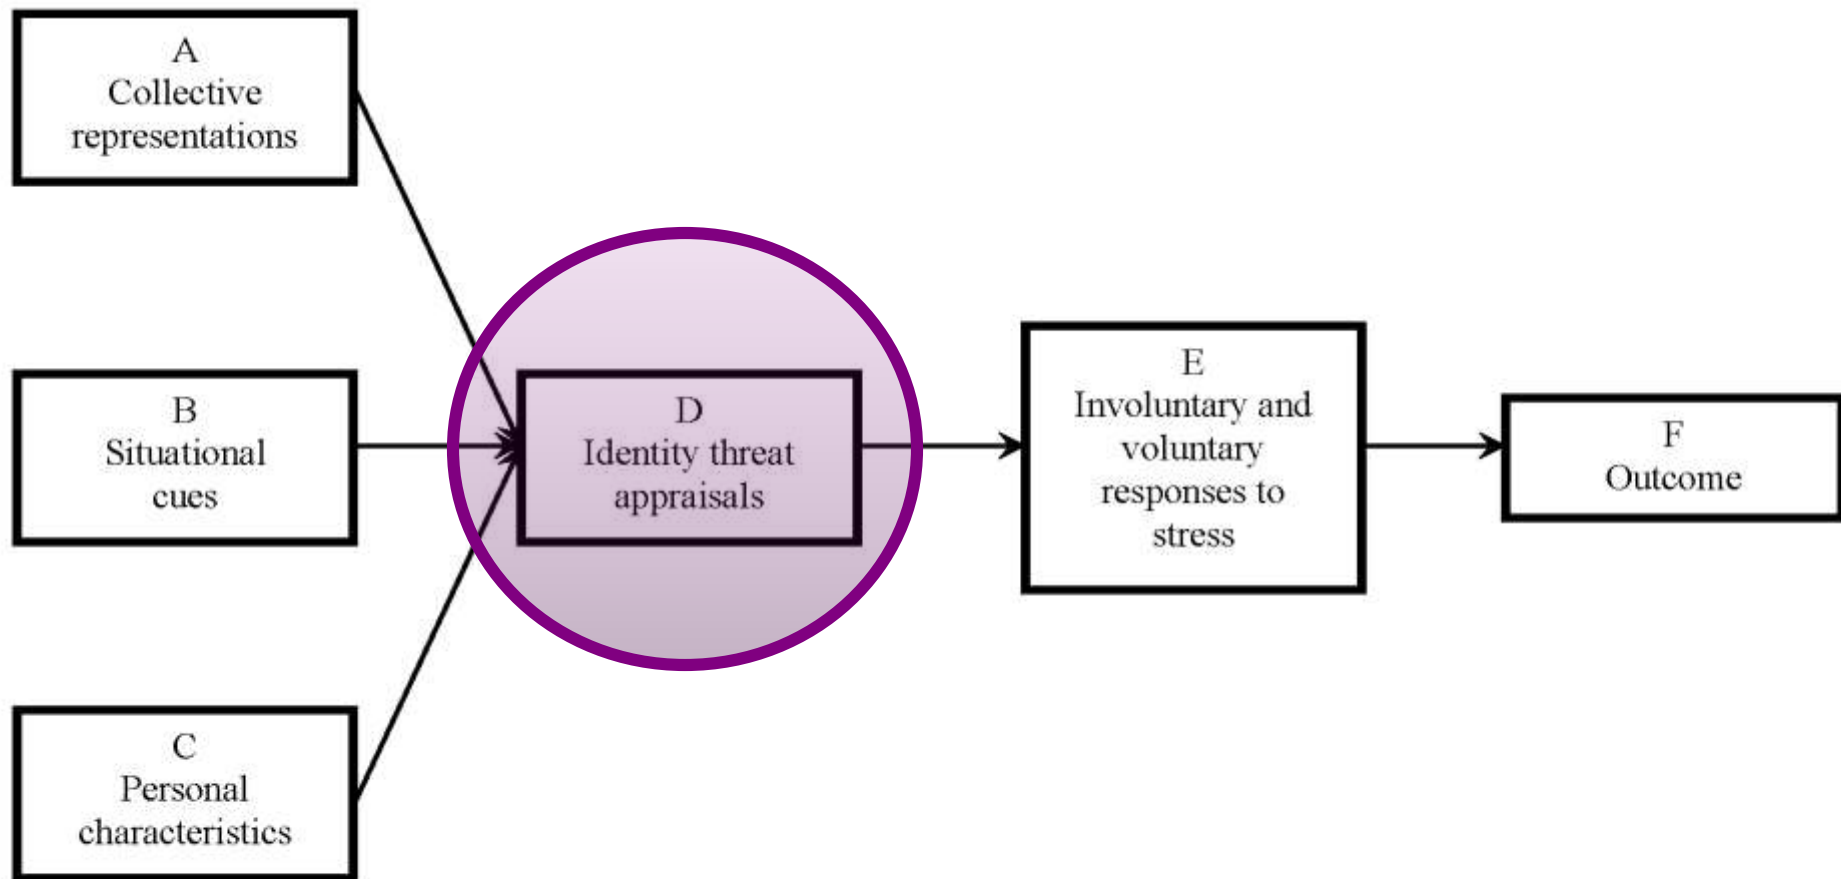 A
Collective
representations
B
Situational
cues
C
Personal
characteristics
D
Identity threat
appraisals
E
Involuntary and
voluntary
responses to
stress
F
Outcome